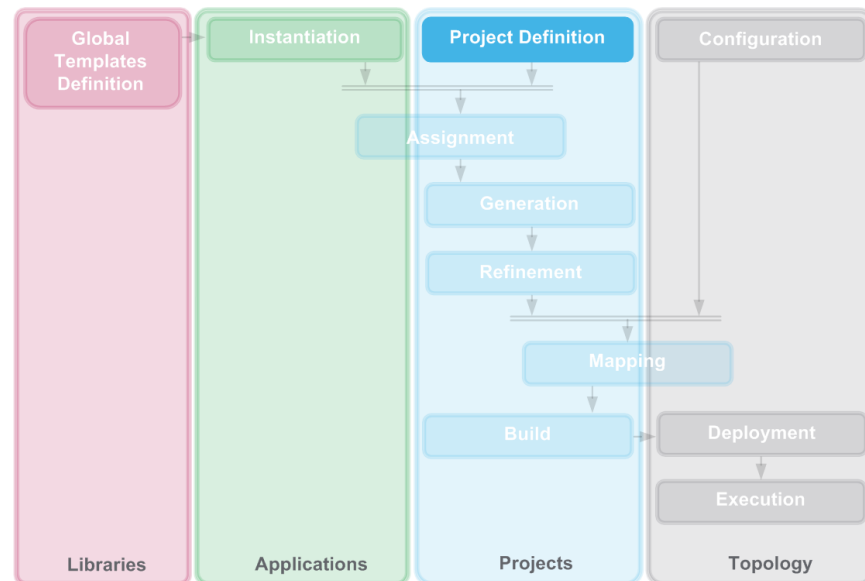 Global
Templates
Definition
Instantiation
Project Definition
Configuration
Assignment
Generation
Refinement
Mapping
Build
Deployment
Execution
Libraries
Applications
Projects
Topology